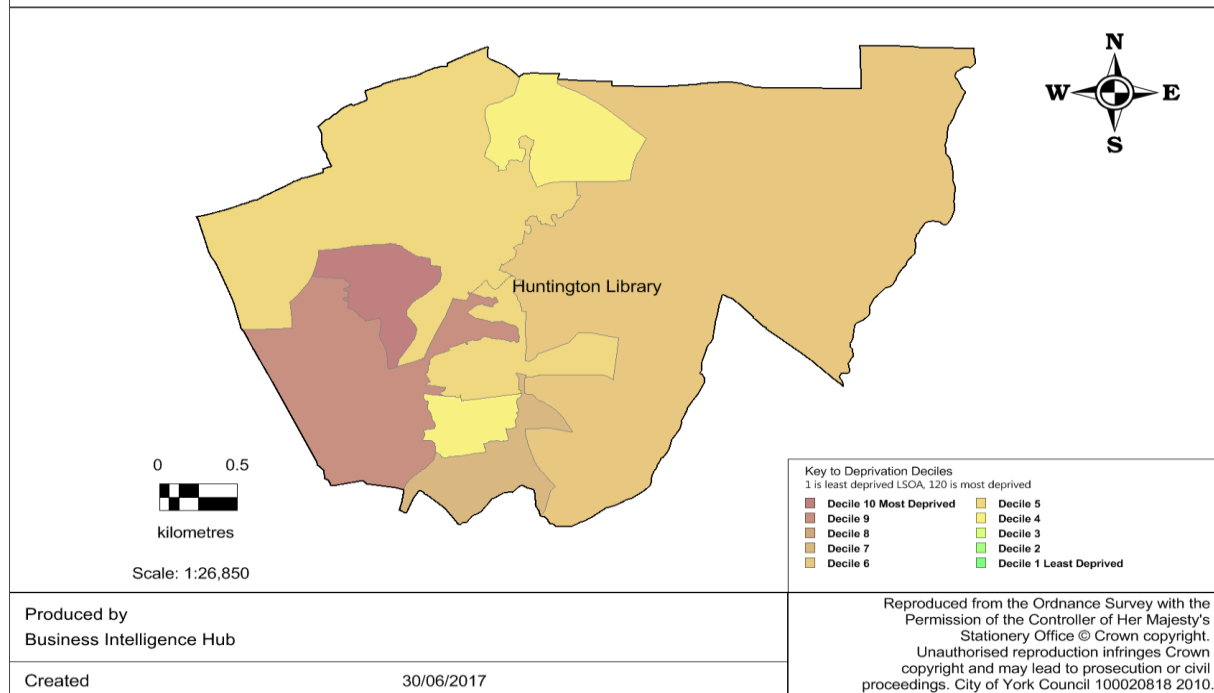 N
W E
S
Huntington Library
0 0.5
kilometres
Scale: 1:26,850
Key to Deprivation Deciles
1 is least deprived LSOA, 120 is most deprived
Decile 10 Most Deprived
Decile 9
Decile 8
Decile 7
Decile 6
Decile 5
Decile 4
Decile 3
Decile 2
Decile 1 Least Deprived
Produced by
Business Intelligence Hub
Created 30/06/2017
Reproduced from the Ordnance Survey with the
Permission of the Controller of Her Majesty's
Stationery Office © Crown copyright.
Unauthorised reproduction infringes Crown
copyright and may lead to prosecution or civil
proceedings. City of York Council 100020818 2010.